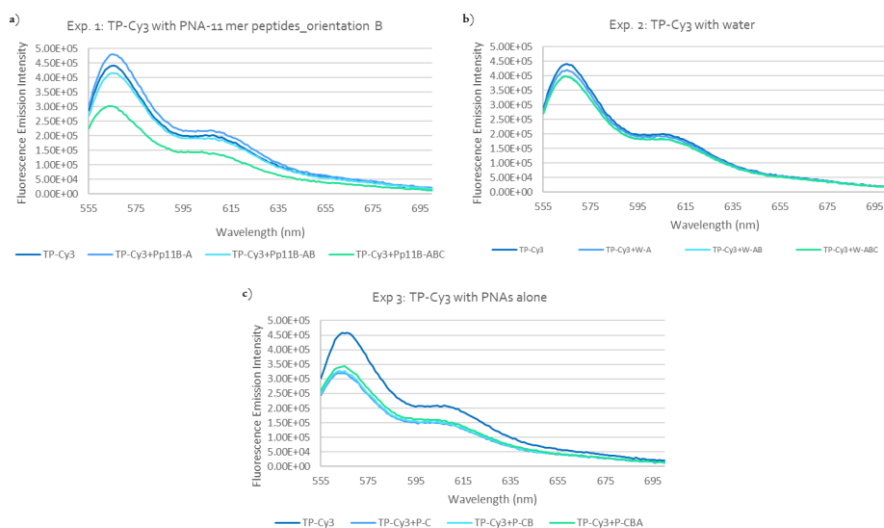 a)
Exp. 1: TP-Cy3 with PNA-11 mer peptides_orientation B
Fluorescence Emission Intensity
5.00E+05
4.50E+05
4.00E+05
3.50E+05
3.00E+05
2.50E+05
2.00E+05
1.50E+05
1.00E+05
5.00E+04
0.00E+00
555 575 595 615 635 655 675 695
Wavelength (nm)
TP-Cy3 TP-Cy3+Pp11B-A TP-Cy3+Pp11B-AB TP-Cy3+Pp11B-ABC
b)
Exp. 2: TP-Cy3 with water
Fluorescence Emission Intensity
5.00E+05
4.50E+05
4.00E+05
3.50E+05
3.00E+05
2.50E+05
2.00E+05
1.50E+05
1.00E+05
5.00E+04
0.00E+00
555 575 595 615 635 655 675 695
Wavelength (nm)
TP-Cy3 TP-Cy3+W-A TP-Cy3+W-AB TP-Cy3+W-ABC
c)
Exp 3: TP-Cy3 with PNAs alone
Fluorescence Emission Intensity
5.00E+05
4.50E+05
4.00E+05
3.50E+05
3.00E+05
2.50E+05
2.00E+05
1.50E+05
1.00E+05
5.00E+04
0.00E+00
555 575 595 615 635 655 675 695
Wavelength (nm)
TP-Cy3 TP-Cy3+P-C TP-Cy3+P-CB TP-Cy3+P-CBA